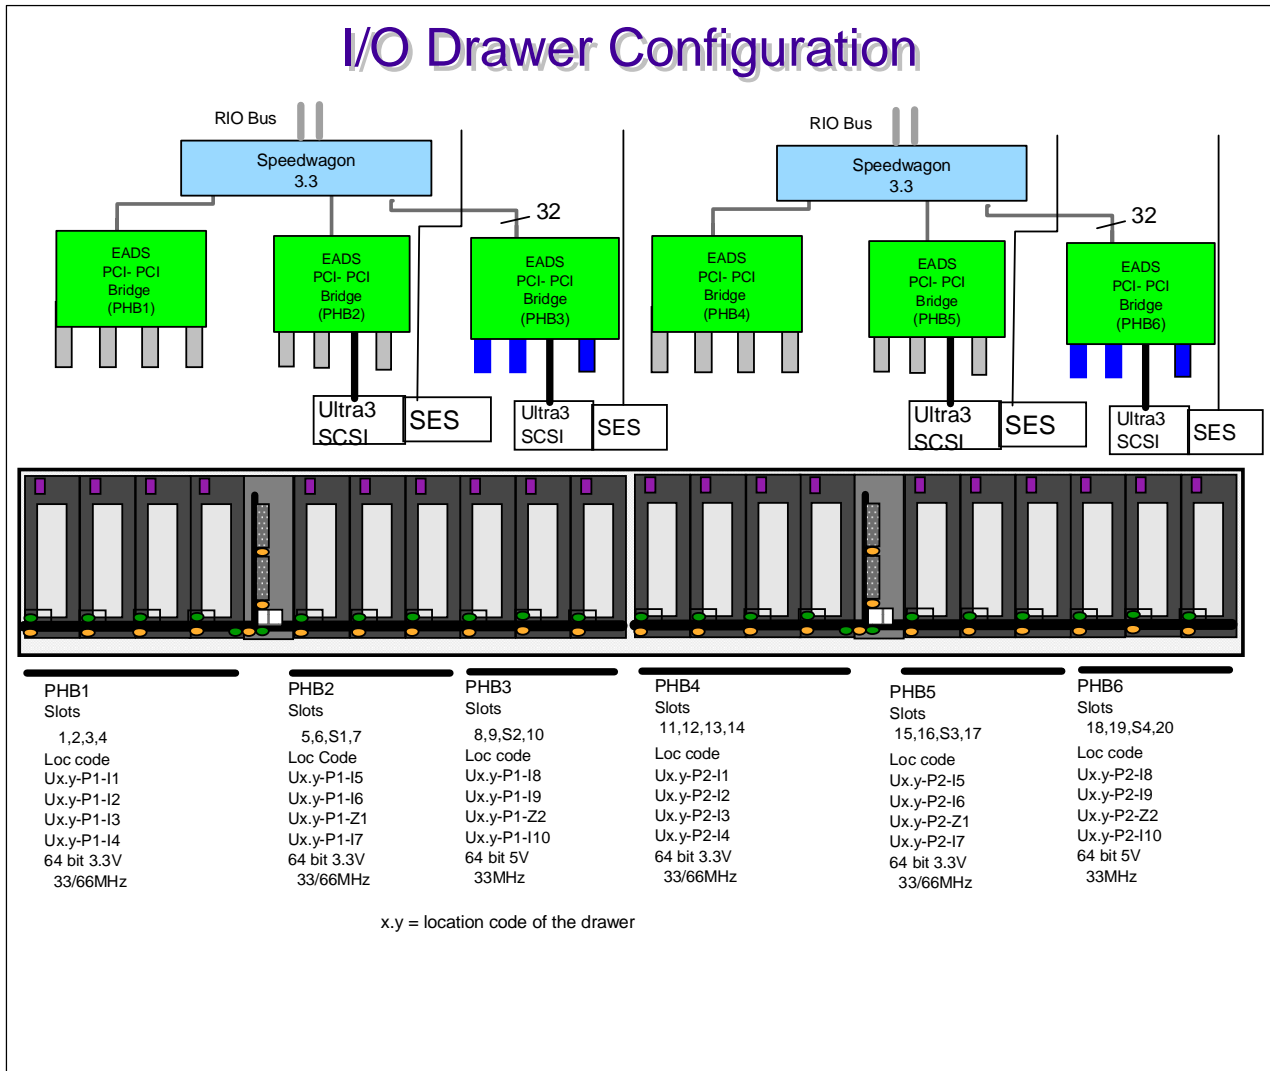 I/O Drawer Configuration
RIO Bus
Speedwagon
3.3
32
EADS
PCI- PCI
Bridge
(PHB1)
EADS
PCI- PCI
Bridge
(PHB2)
EADS
PCI- PCI
Bridge
(PHB3)
Ultra3
SCSI
SES
Ultra3
SCSI
SES
RIO Bus
Speedwagon
3.3
32
EADS
PCI- PCI
Bridge
(PHB4)
EADS
PCI- PCI
Bridge
(PHB5)
EADS
PCI- PCI
Bridge
(PHB6)
Ultra3
SCSI
SES
Ultra3
SCSI
SES
PHB1
Slots
1,2,3,4
Loc code
Ux.y-P1-I1
Ux.y-P1-I2
Ux.y-P1-I3
Ux.y-P1-I4
64 bit 3.3V
33/66MHz
PHB2
Slots
5,6,S1,7
Loc Code
Ux.y-P1-I5
Ux.y-P1-I6
Ux.y-P1-Z1
Ux.y-P1-I7
64 bit 3.3V
33/66MHz
PHB3
Slots
8,9,S2,10
Loc code
Ux.y-P1-I8
Ux.y-P1-I9
Ux.y-P1-Z2
Ux.y-P1-I10
64 bit 5V
33MHz
PHB4
Slots
11,12,13,14
Loc code
Ux.y-P2-I1
Ux.y-P2-I2
Ux.y-P2-I3
Ux.y-P2-I4
64 bit 3.3V
33/66MHz
PHB5
Slots
15,16,S3,17
Loc code
Ux.y-P2-I5
Ux.y-P2-I6
Ux.y-P2-Z1
Ux.y-P2-I7
64 bit 3.3V
33/66MHz
PHB6
Slots
18,19,S4,20
Loc code
Ux.y-P2-I8
Ux.y-P2-I9
Ux.y-P2-Z2
Ux.y-P2-I10
64 bit 5V
33MHz
x.y = location code of the drawer